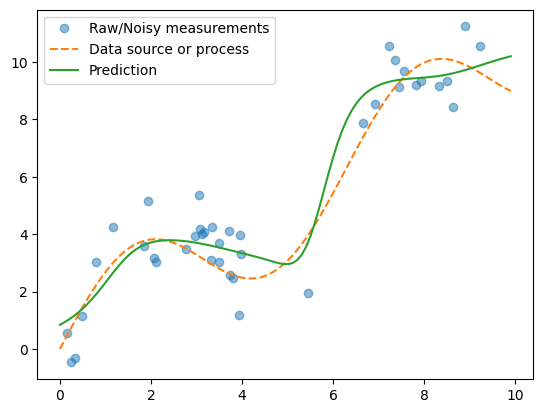 Raw/Noisy measurements
Data source or process
Prediction
10
8
6
4
2
0
0 2 4 6 8 10